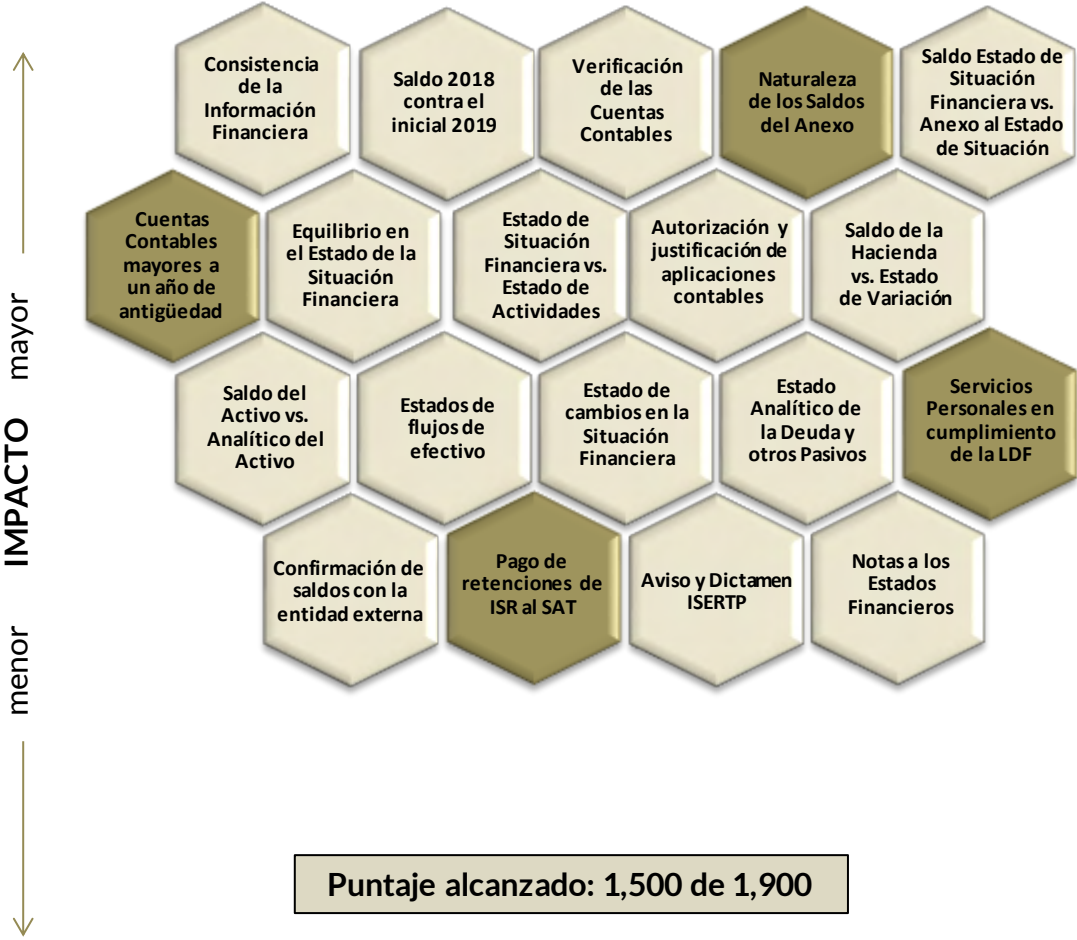 Consistencia
de la
Información
Financiera
Saldo 2018
contra el
inicial 2019
Verificación
de las
Cuentas
Contables
Naturaleza
de los Saldos
del Anexo
Saldo Estado de
Situación
Financiera vs.
Anexo al Estado
de Situación
Cuentas
Contables
mayores a
un año de
antigüedad
Equilibrio en
el Estado de la
Situación
Financiera
Estado de
Situación
Financiera vs.
Estado de
Actividades
Autorización y
justificación de
aplicaciones
contables
Saldo de la
Hacienda
vs. Estado
de Variación
Saldo del
Activo vs.
Analítico del
Activo
Estados de
flujos de
efectivo
Estado de
cambios en la
Situación
Financiera
Estado
Analítico de
la Deuda y
otros Pasivos
Servicios
Personales en
cumplimiento
de la LDF
Confirmación de
saldos con la
entidad externa
Pago de
retenciones de
ISR al SAT
Aviso y Dictamen
ISERTP
Notas a los
Estados
Financieros
menor IMPACTO mayor
Puntaje alcanzado: 1,500 de 1,900